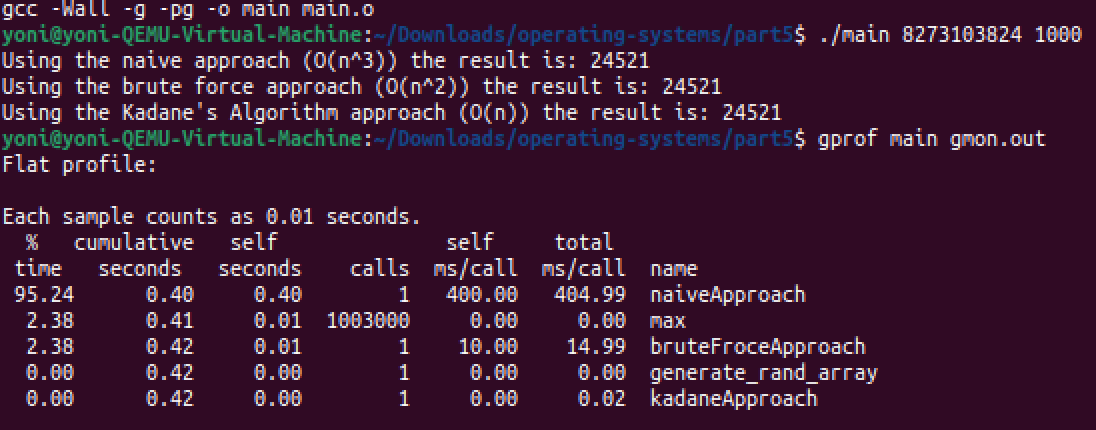 gcc -Wall -g -pg -o main main.o
yoni@yoni-QEMU-Virtual-Machine:~/Downloads/operating-systems/part5$ ./main 8273103824 1000
Using the naive approach (O(n^3)) the result is: 24521
Using the brute force approach (O(n^2)) the result is: 24521
Using the Kadane's Algorithm approach (O(n)) the result is: 24521
yoni@yoni-QEMU-Virtual-Machine:~/Downloads/operating-systems/part5$ gprof main gmon.out
Flat profile:

Each sample counts as 0.01 seconds.
  %   cumulative   self              self     total
 time   seconds   seconds    calls  ms/call  ms/call  name
 95.24      0.40     0.40        1   400.00   404.99  naiveApproach
  2.38      0.41     0.01  1003000     0.00     0.00  max
  2.38      0.42     0.01        1    10.00    14.99  bruteFroceApproach
  0.00      0.42     0.00        1     0.00     0.00  generate_rand_array
  0.00      0.42     0.00        1     0.00     0.02  kadaneApproach